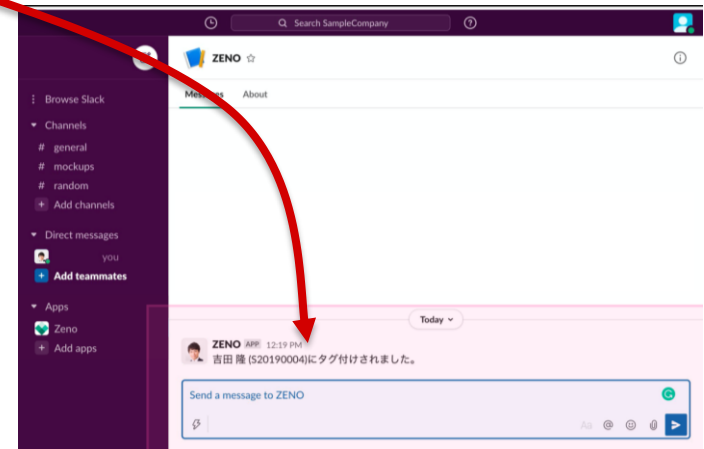 Search SampleCompany
ZENO
Messages About
Browse Slack
Channels
# general
# mockups
# random
+ Add channels
Direct messages
you
+ Add teammates
Apps
Zeno
+ Add apps
Today
ZENO APP 12:19 PM
吉田 隆 (S20190004)にタグ付けされました。
Send a message to ZENO
Aa @